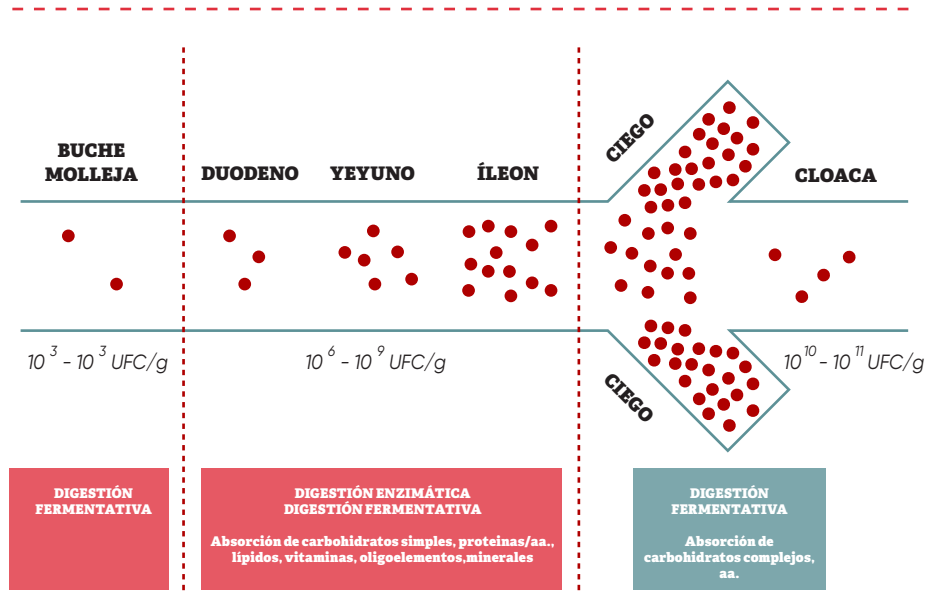 BUCHE
MOLLEJA
DUODENO
YEYUNO
ÍLEON
CIEGO
CLOACA
10 3 - 10 3 UFC/g
10 6 - 10 9 UFC/g
10 10 - 10 11 UFC/g
CIEGO
DIGESTIÓN
FERMENTATIVA
DIGESTIÓN ENZIMÁTICA
DIGESTIÓN FERMENTATIVA
Absorción de carbohidratos simples, proteinas/aa.,
lípidos, vitaminas, oligoelementos,minerales
DIGESTIÓN
FERMENTATIVA
Absorción de
carbohidratos complejos,
aa.